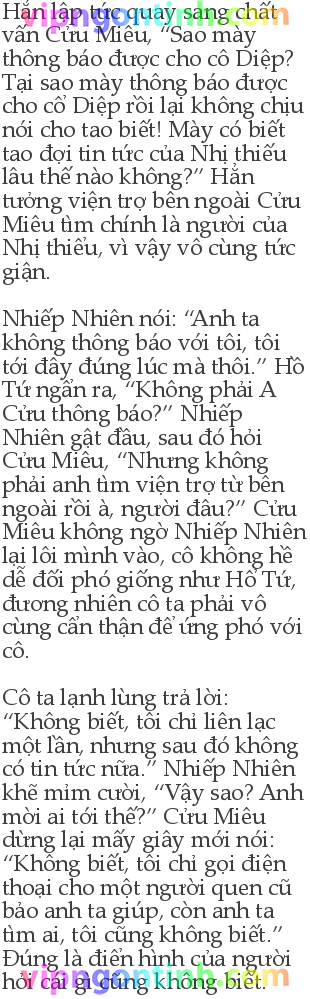 Hắn lập tức quay sang chất
vấn Cửu Miêu, “Sao mày
thông báo được cho cô Diệp?
Tại sao mày thông báo được
cho cổ Diệp rồi lại không chịu
nói cho tao biết! Mày có biết
tao đợi tin tức của Nhị thiếu
lâu thế nào không?” Hắn
tưởng viện trợ bên ngoài Cửu
Miêu tìm chính là người của
Nhị thiểu, vì vậy vô cùng tức
giận.
Nhiếp Nhiên nói: “Anh ta
không thông báo với tôi, tôi
tới đây đúng lúc mà thôi.” Hồ
Tứ ngẩn ra, “Không phải A
Cửu thông báo?” Nhiếp
Nhiên gật đầu, sau đó hỏi
Cửu Miêu, “Nhưng không
phải anh tìm viện trợ từ bên
ngoài rồi à, người đâu?” Cửu
Miêu không ngờ Nhiếp Nhiên
lại lôi mình vào, cô không hề
dễ đối phó giống như Hổ Tứ,
đương nhiên cô ta phải vô
cùng cẩn thận để ứng phó với
cô.
Cô ta lạnh lùng trả lời:
“Không biết, tôi chỉ liên lạc
một lần, nhưng sau đó không
có tin tức nữa.” Nhiếp Nhiên
khẽ mỉm cười, “Vậy sao? Anh
mời ai tới thế?” Cửu Miêu
dừng lại mấy giây mới nói:
“Không biết, tôi chỉ gọi điện
thoại cho một người quen cũ
bảo anh ta giúp, còn anh ta
tìm ai, tôi cũng không biết.”
Đúng là điển hình của người
hỏi cái gì cũng không biết.
vipngontinh.com
vipngontinh.com